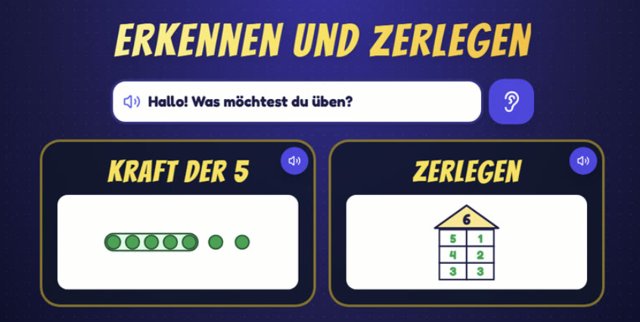 ERKENNEN UND ZERLEGEN
Hallo! Was möchtest du üben?
KRAFT DER 5
ZERLEGEN
6
5 1
4 2
3 3